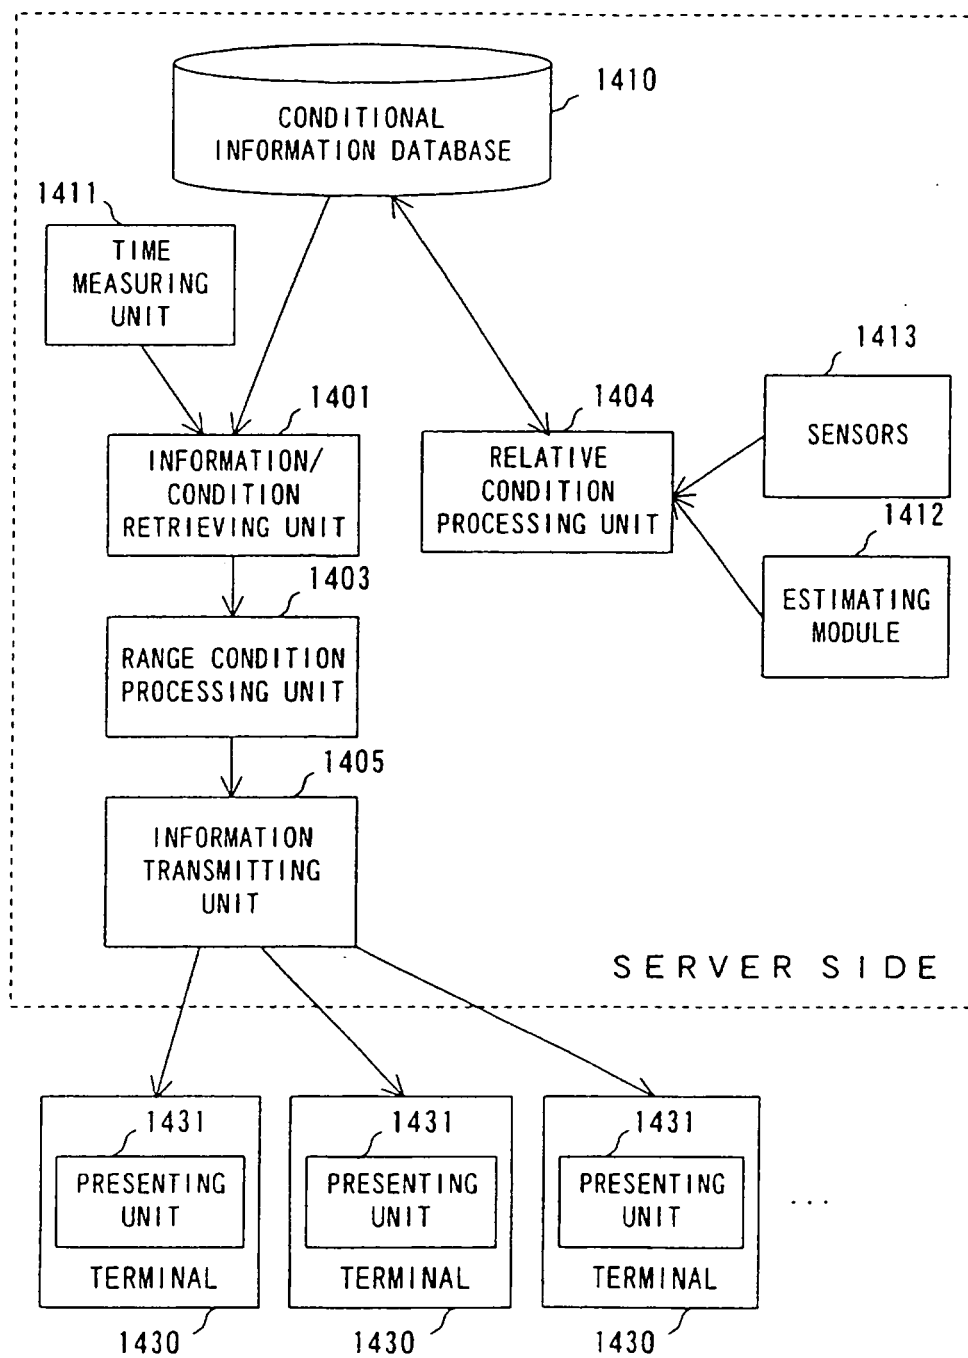 1410
CONDITIONAL
INFORMATION DATABASE
1411
TIME
MEASURING
UNIT
1413
SENSORS
1401
INFORMATION/
CONDITION
RETRIEVING UNIT
1404
RELATIVE
CONDITION
PROCESSING UNIT
1412
ESTIMATING
MODULE
1403
RANGE CONDITION
PROCESSING UNIT
1405
INFORMATION
TRANSMITTING
UNIT
SERVER SIDE
1431
PRESENTING
UNIT
TERMINAL
1430
1431
PRESENTING
UNIT
TERMINAL
1430
1431
PRESENTING
UNIT
TERMINAL
1430
...